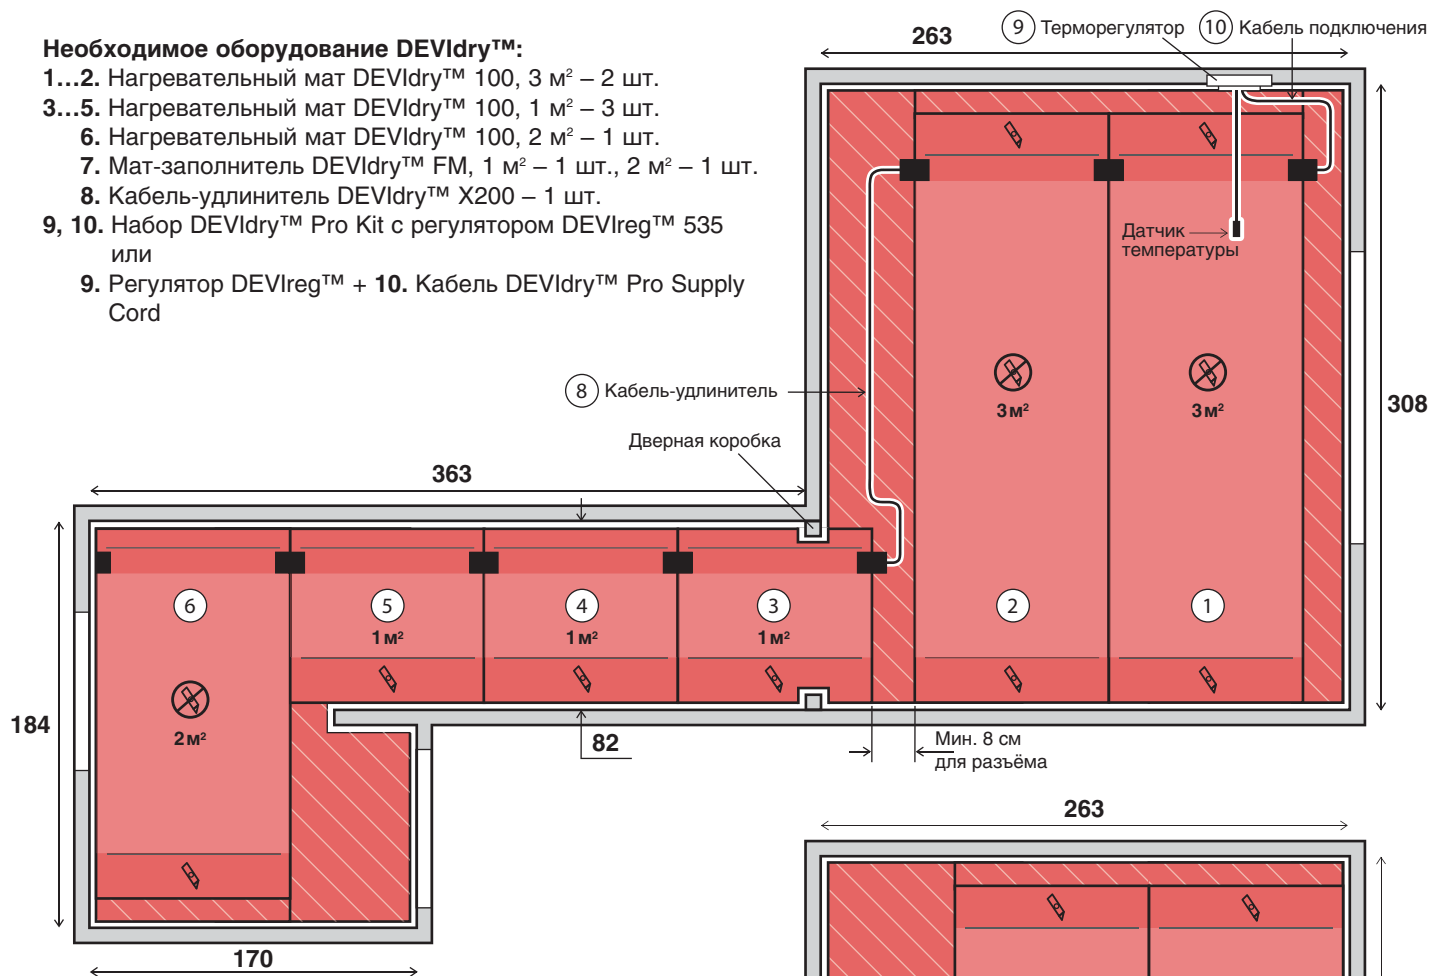 Необходимое оборудование DEVIdry™:
1…2. Нагревательный мат DEVIdry™ 100, 3 м² – 2 шт.
3…5. Нагревательный мат DEVIdry™ 100, 1 м² – 3 шт.
6. Нагревательный мат DEVIdry™ 100, 2 м² – 1 шт.
7. Мат-заполнитель DEVIdry™ FM, 1 м² – 1 шт., 2 м² – 1 шт.
8. Кабель-удлинитель DEVIdry™ X200 – 1 шт.
9, 10. Набор DEVIdry™ Pro Kit с регулятором DEVIreg™ 535
или
9. Регулятор DEVIreg™ + 10. Кабель DEVIdry™ Pro Supply
Cord
263
9 Терморегулятор
10 Кабель подключения
Датчик
температуры
3 м²
3 м²
308
8 Кабель-удлинитель
Дверная коробка
363
6
5
4
3
2
1
1 м²
1 м²
1 м²
2 м²
184
82
Мин. 8 см
для разъёма
170
263